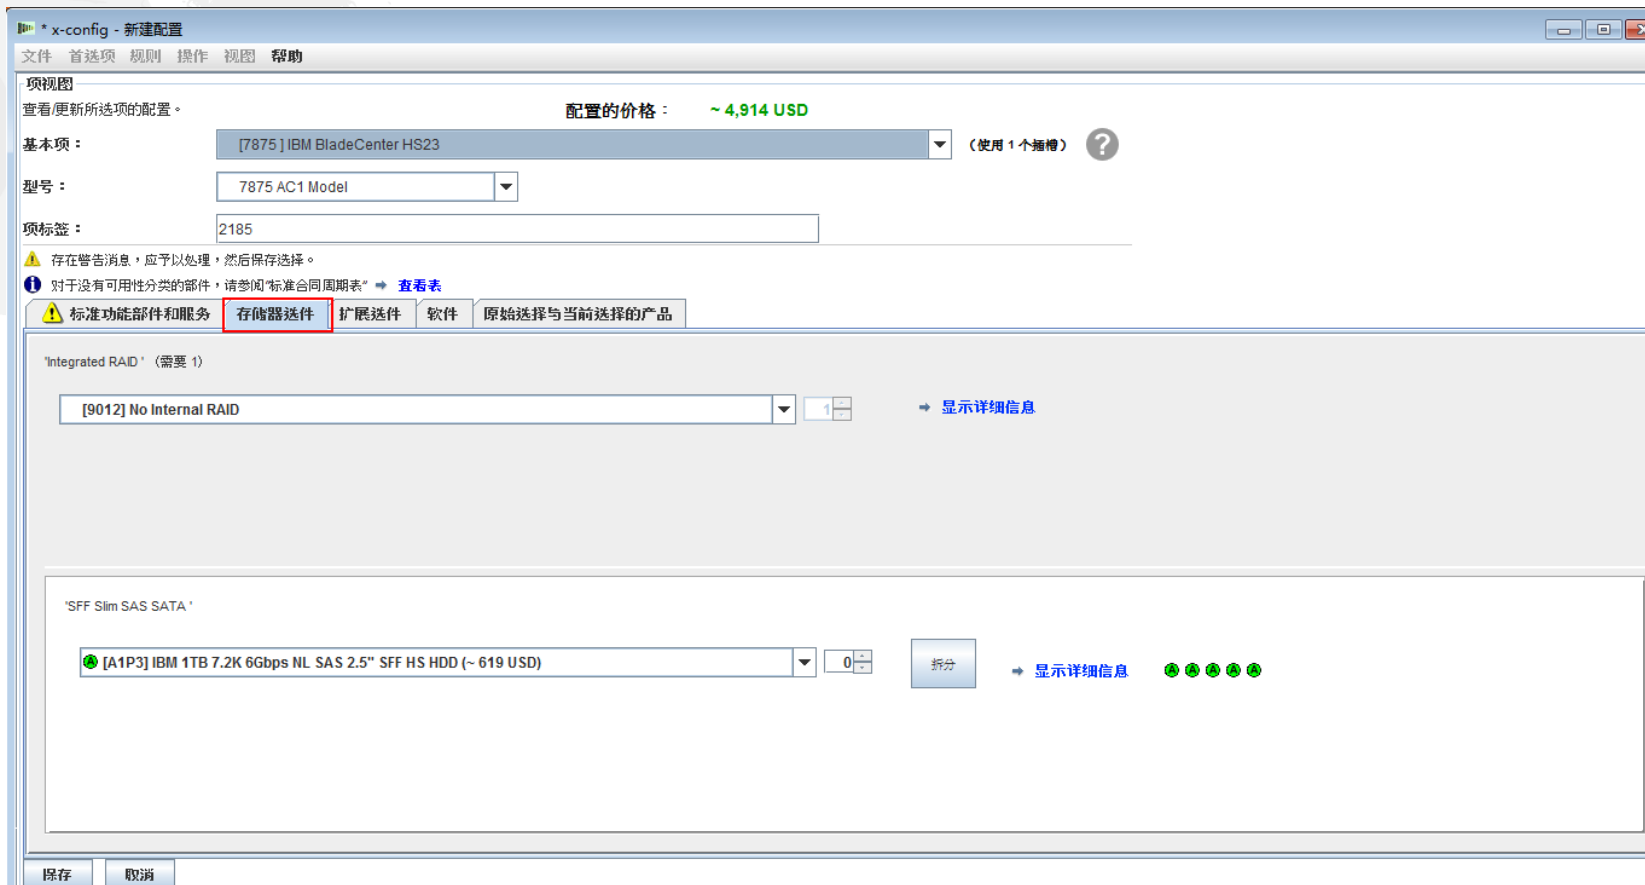 * x-config - 新建配置
文件 首选项 规则 操作 视图 帮助
项视图
查看/更新所选项的配置。 配置的价格： ~ 4,914 USD
基本项： [7875 ] IBM BladeCenter HS23 （使用 1 个插槽） ?
型号： 7875 AC1 Model
项标签： 2185
存在警告消息，应予以处理，然后保存选择。
对于没有可用性分类的部件，请参阅“标准合同周期表” 查看表
标准功能部件和服务 存储器选件 扩展选件 软件 原始选择与当前选择的产品
'Integrated RAID ' （需要 1）
[9012] No Internal RAID 1 显示详细信息
'SFF Slim SAS SATA '
A [A1P3] IBM 1TB 7.2K 6Gbps NL SAS 2.5" SFF HS HDD (~ 619 USD) 0 拆分 显示详细信息 A A A A A
保存 取消